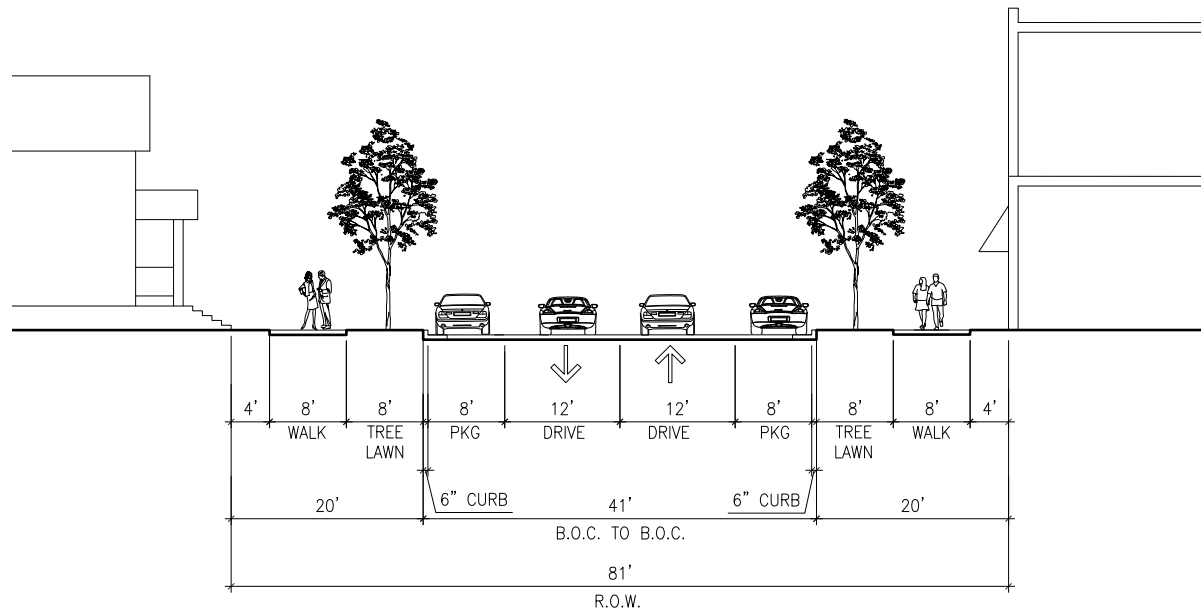 4' 8' 8' 8' 12' 12' 8' 8' 8' 4'
WALK TREE PKG DRIVE DRIVE PKG TREE WALK
LAWN LAWN
6" CURB 6" CURB
20' 41' 20'
B.O.C. TO B.O.C.
81'
R.O.W.